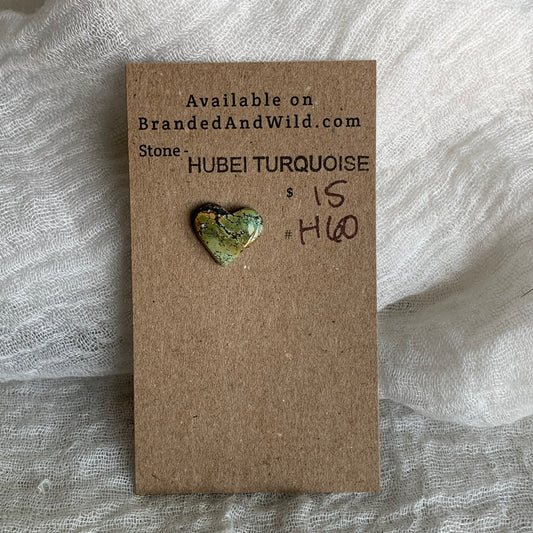 Available on
BrandedAndWild.com
Stone-
HUBEI TURQUOISE
$ 15
# H60